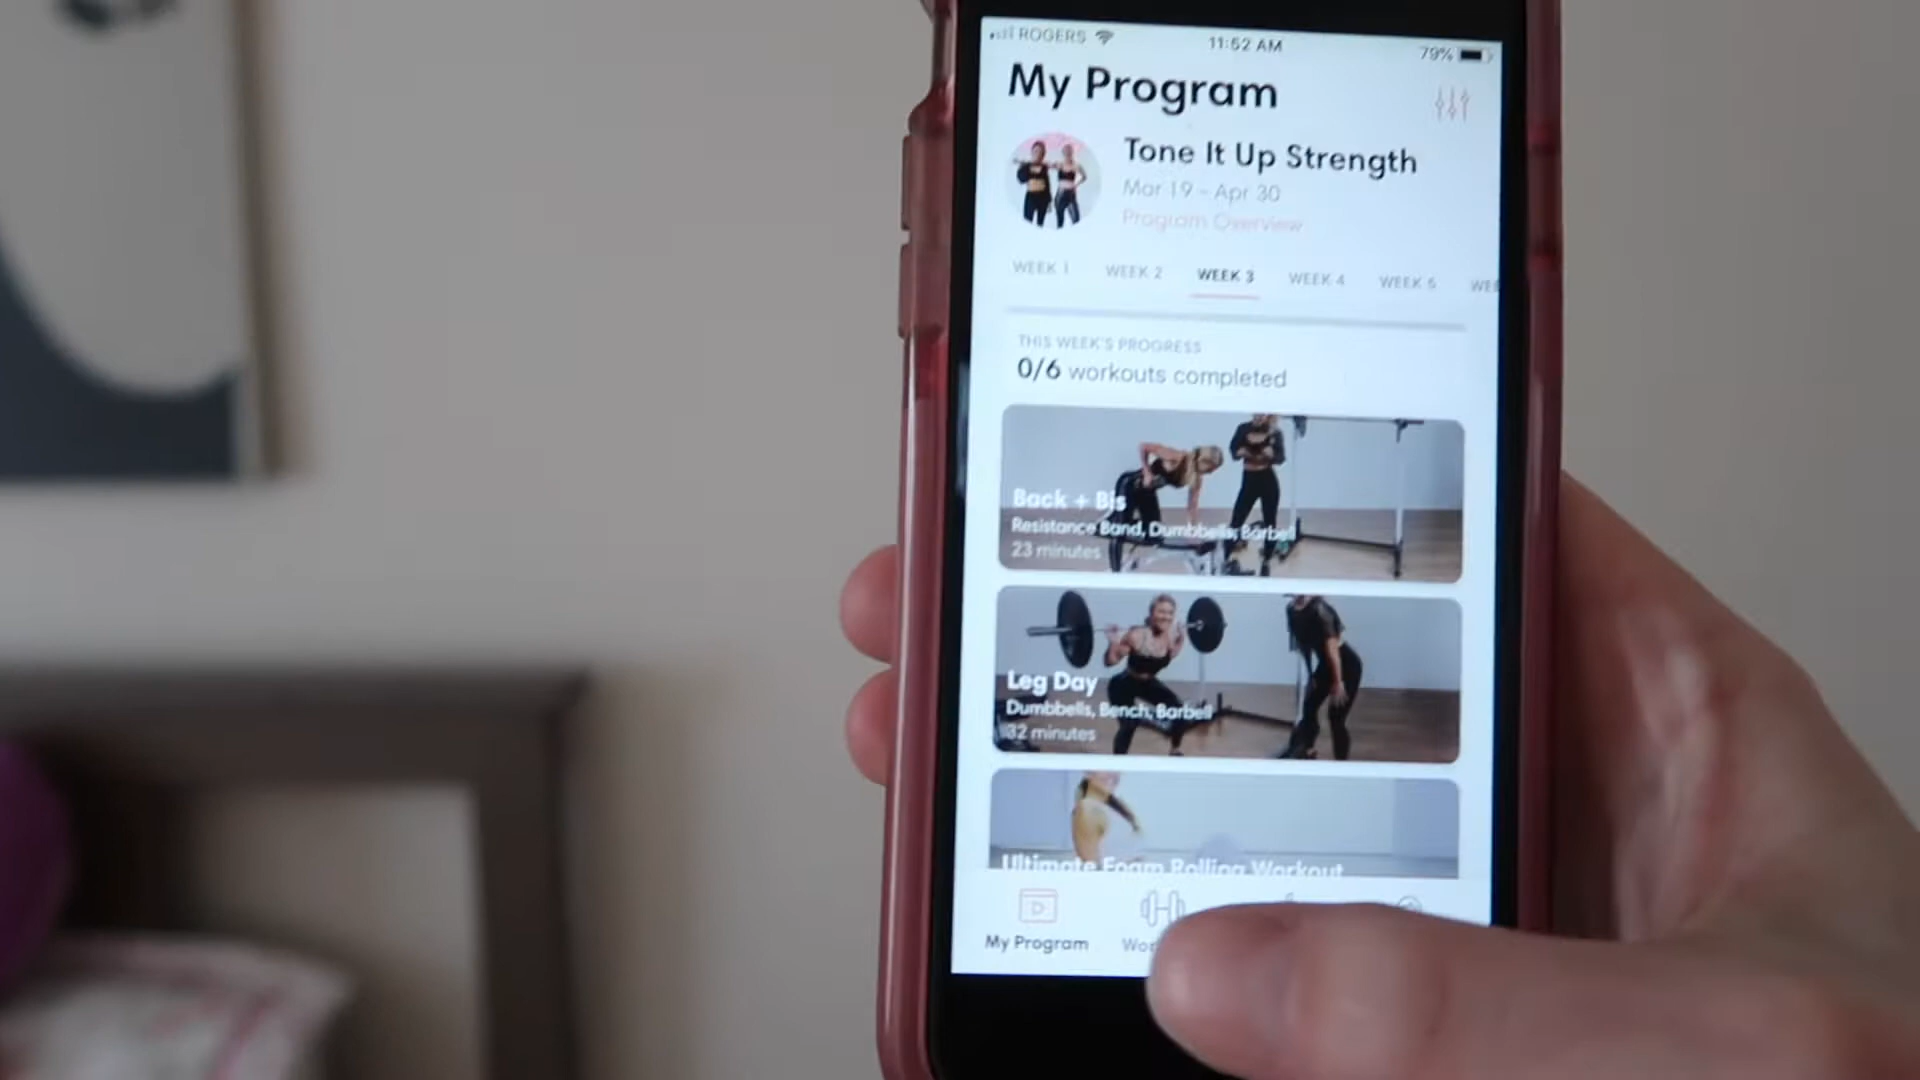 ROGERS 11:52 AM 79%
My Program
Tone It Up Strength
Mar 19 - Apr 30
Program Overview
WEEK 1 WEEK 2 WEEK 3 WEEK 4 WEEK 5
THIS WEEK'S PROGRESS
0/6 workouts completed
Back + Bis
Resistance Band, Dumbbells, Barbell
23 minutes
Leg Day
Dumbbells, Bench, Barbell
32 minutes
Ultimate Foam Rolling Workout
My Program